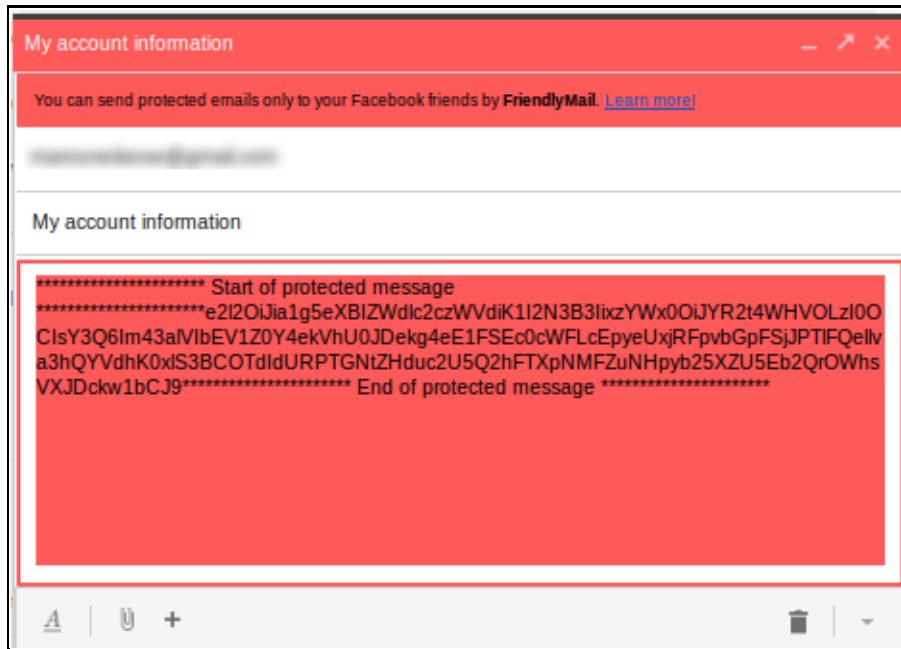 My account information
You can send protected emails only to your Facebook friends by FriendlyMail. Learn more!
My account information
********************** Start of protected message
**********************e2l2OiJia1g5eXBIZWdlc2czWVdiK1I2N3B3IixzYWx0OiJYR2t4WHVOLzI0O
CIsY3Q6Im43alVIbEV1Z0Y4ekVhU0JDekg4eE1FSEc0cWFLcEpyeUxjRFpvbGpFSjJPTlFQellv
a3hQYVdhK0xlS3BCOTdIdURPTGNtZHduc2U5Q2hFTXpNMFZuNHpyb25XZU5Eb2QrOWhs
VXJDckw1bCJ9********************** End of protected message **********************
A